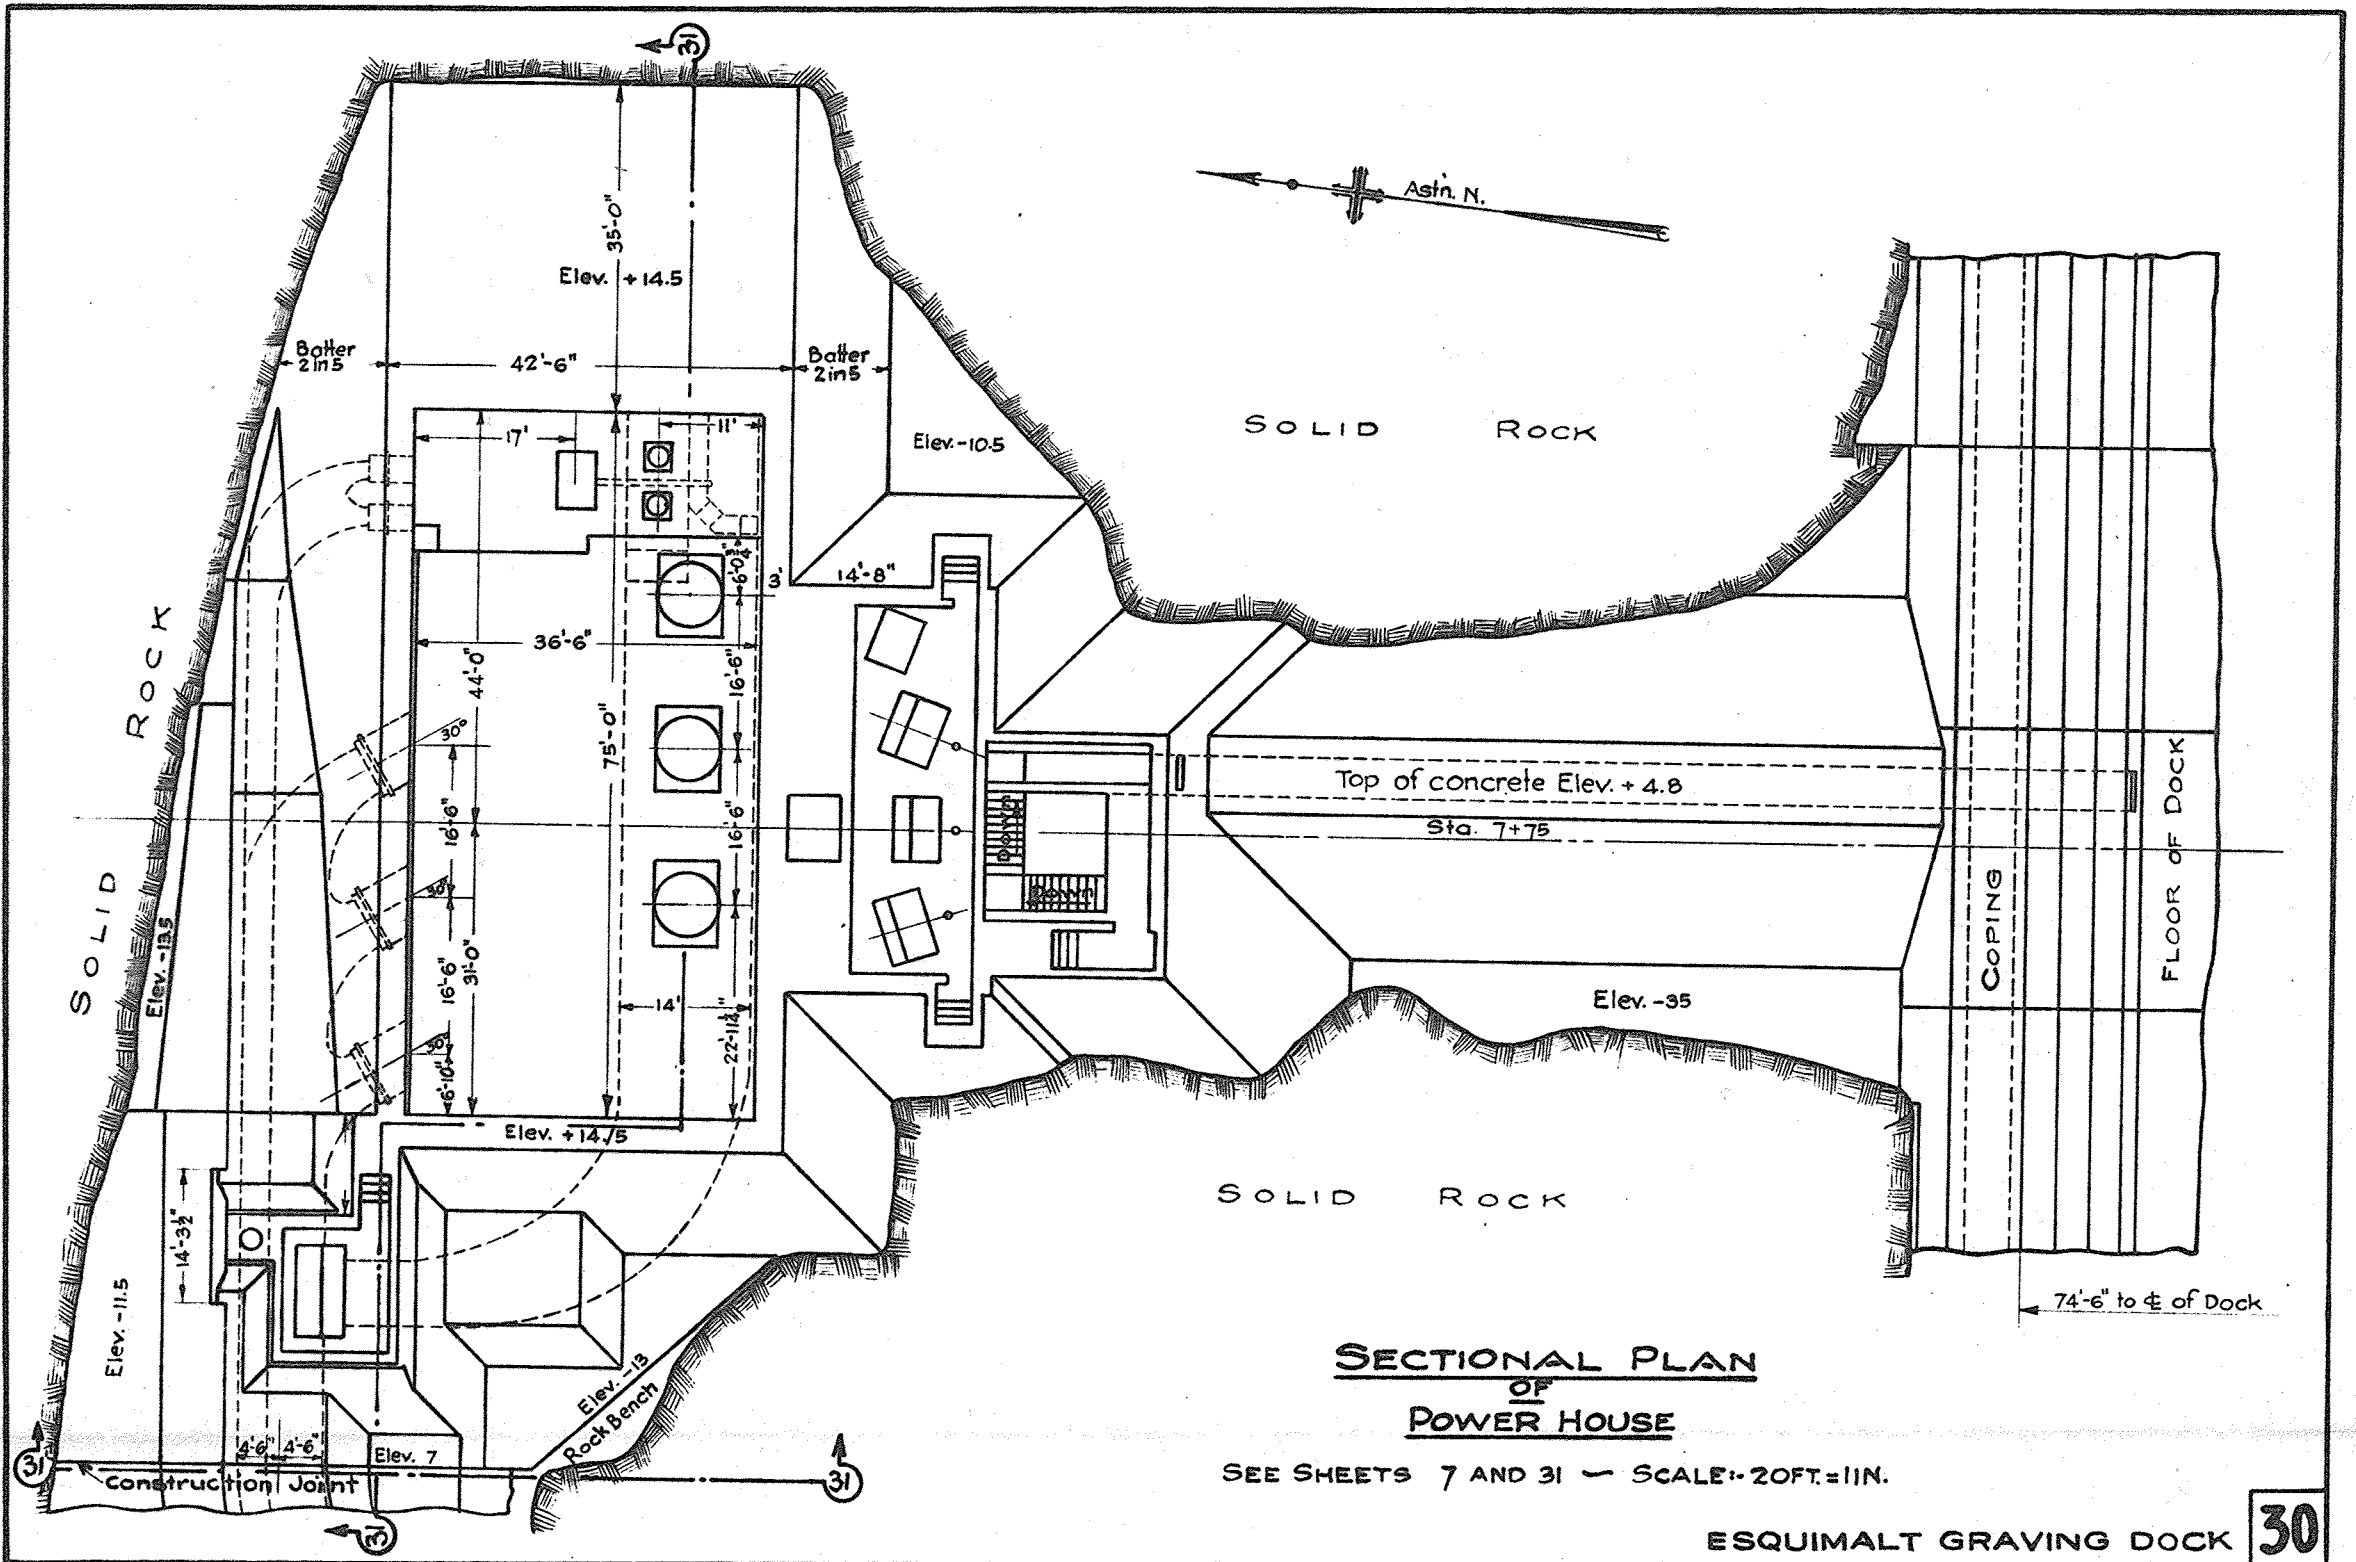 31
35'-0"
Elev. + 14.5
Astn. N.
Batter
2 in 5
42'-6"
Batter
2 in 5
17'
11'
Elev. -10.5
SOLID ROCK
6'-0¾"
3'
14'-8"
36'-6"
44'-0"
16'-6"
75'-0"
30°
16'-6"
16'-6"
Top of concrete Elev. + 4.8
Sta. 7+75
Down
SOLID ROCK
Elev. -13.5
30°
16'-6"
31'-0"
14'
22'-11¼"
30°
6'-10"
Elev. -35
COPING
FLOOR OF DOCK
Elev. +14.5
SOLID ROCK
14'-3½"
Elev. -11.5
74'-6" to ℄ of Dock
Elev. -13
Rock Bench
4'-6" 4'-6"
Elev. 7
Construction Joint
31
31
31
SECTIONAL PLAN
OF
POWER HOUSE
SEE SHEETS 7 AND 31 — SCALE:- 20FT.=1IN.
ESQUIMALT GRAVING DOCK 30